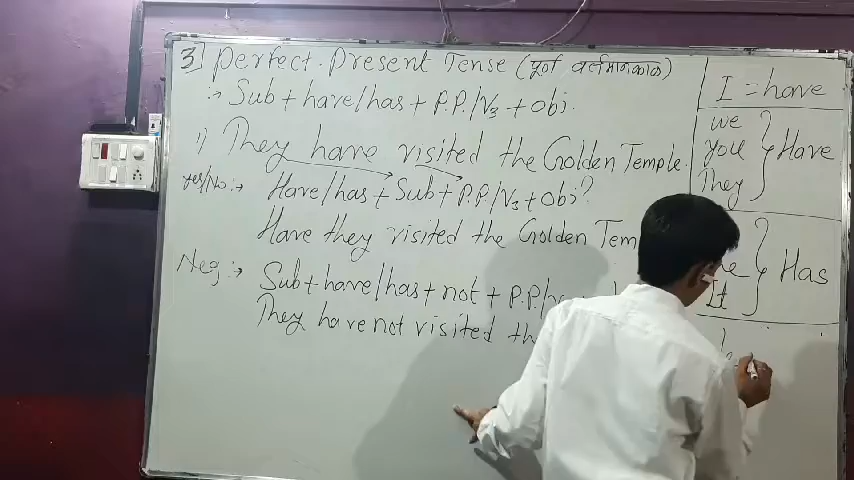 3] Perfect Present Tense (पूर्ण वर्तमानकाल)
:→ Sub + have/has + P.P/V3 + obj.
1) They have visited the Golden Temple.
Yes/No :→ Have/has + Sub + P.P/V3 + Obj?
Have they visited the Golden
Neg :→ Sub + have/has + not + P.P/
They have not visited
I = have
we
you
They
} Have
It
} Has